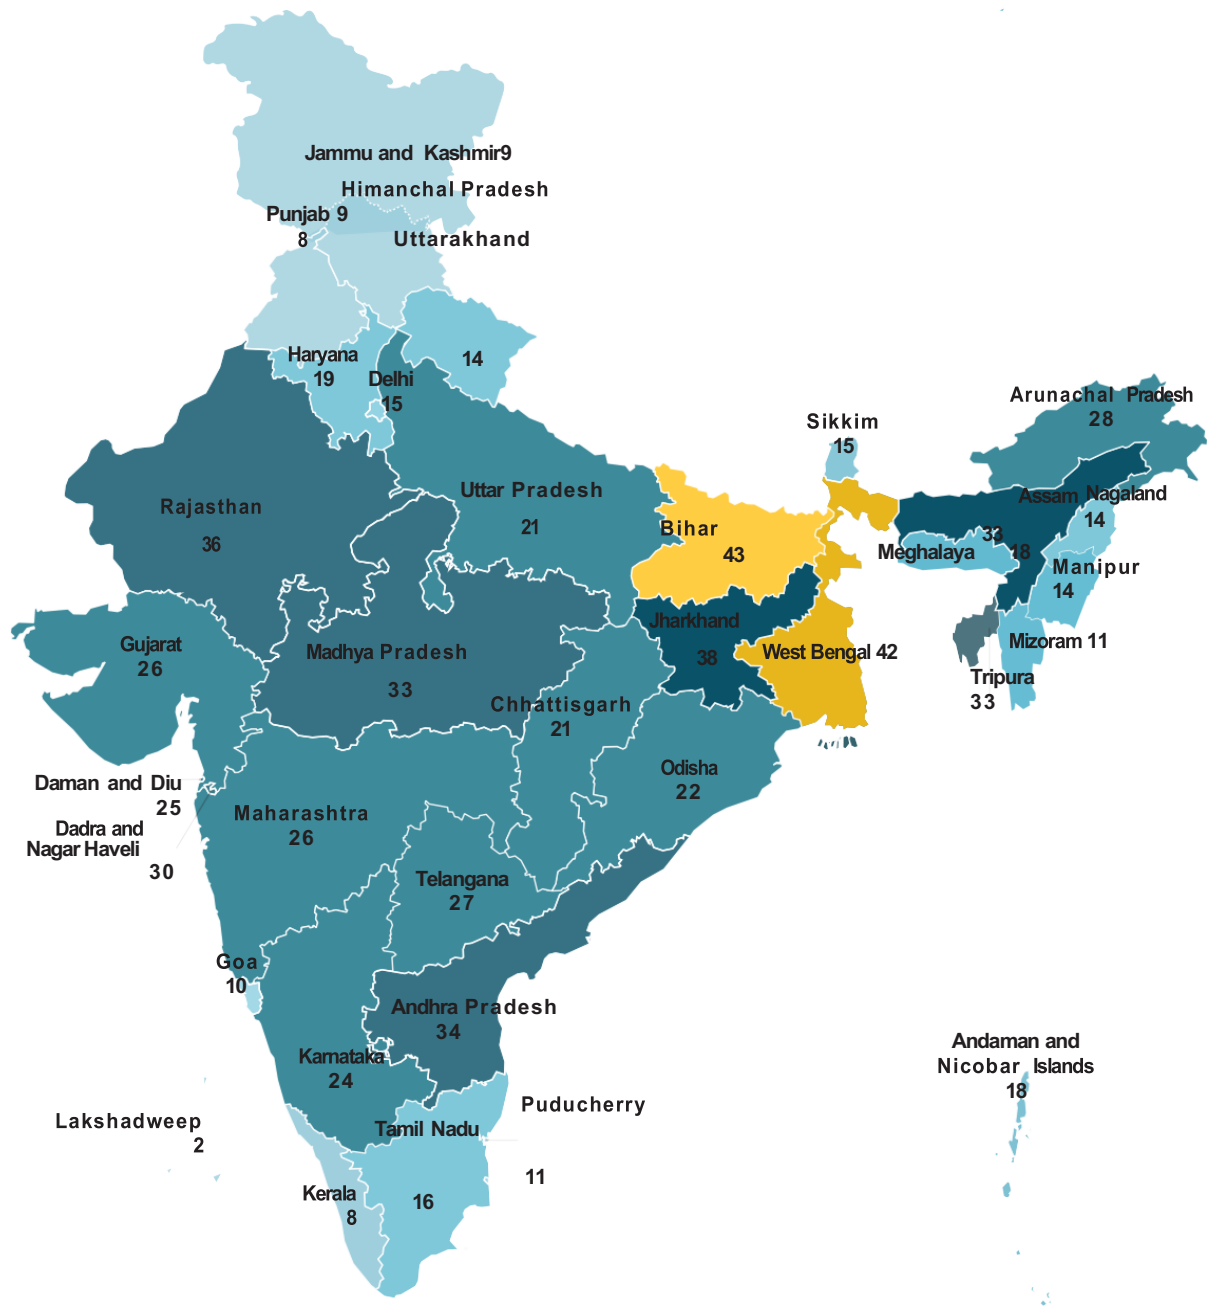 Jammu and Kashmir9
Himanchal Pradesh
Punjab 9
8
Uttarakhand
Haryana
19
14
Delhi
15
Arunachal Pradesh
28
Sikkim
15
Rajasthan
36
Uttar Pradesh
21
Bihar
43
Assam Nagaland
33
14
Meghalaya
18
Manipur
14
Gujarat
26
Madhya Pradesh
33
Jharkhand
38
West Bengal 42
Mizoram 11
Tripura
33
Chhattisgarh
21
Odisha
22
Daman and Diu
25
Dadra and
Nagar Haveli
30
Maharashtra
26
Telangana
27
Goa
10
Andhra Pradesh
34
Karnataka
24
Andaman and
Nicobar Islands
18
Lakshadweep
2
Puducherry
11
Tamil Nadu
16
Kerala
8